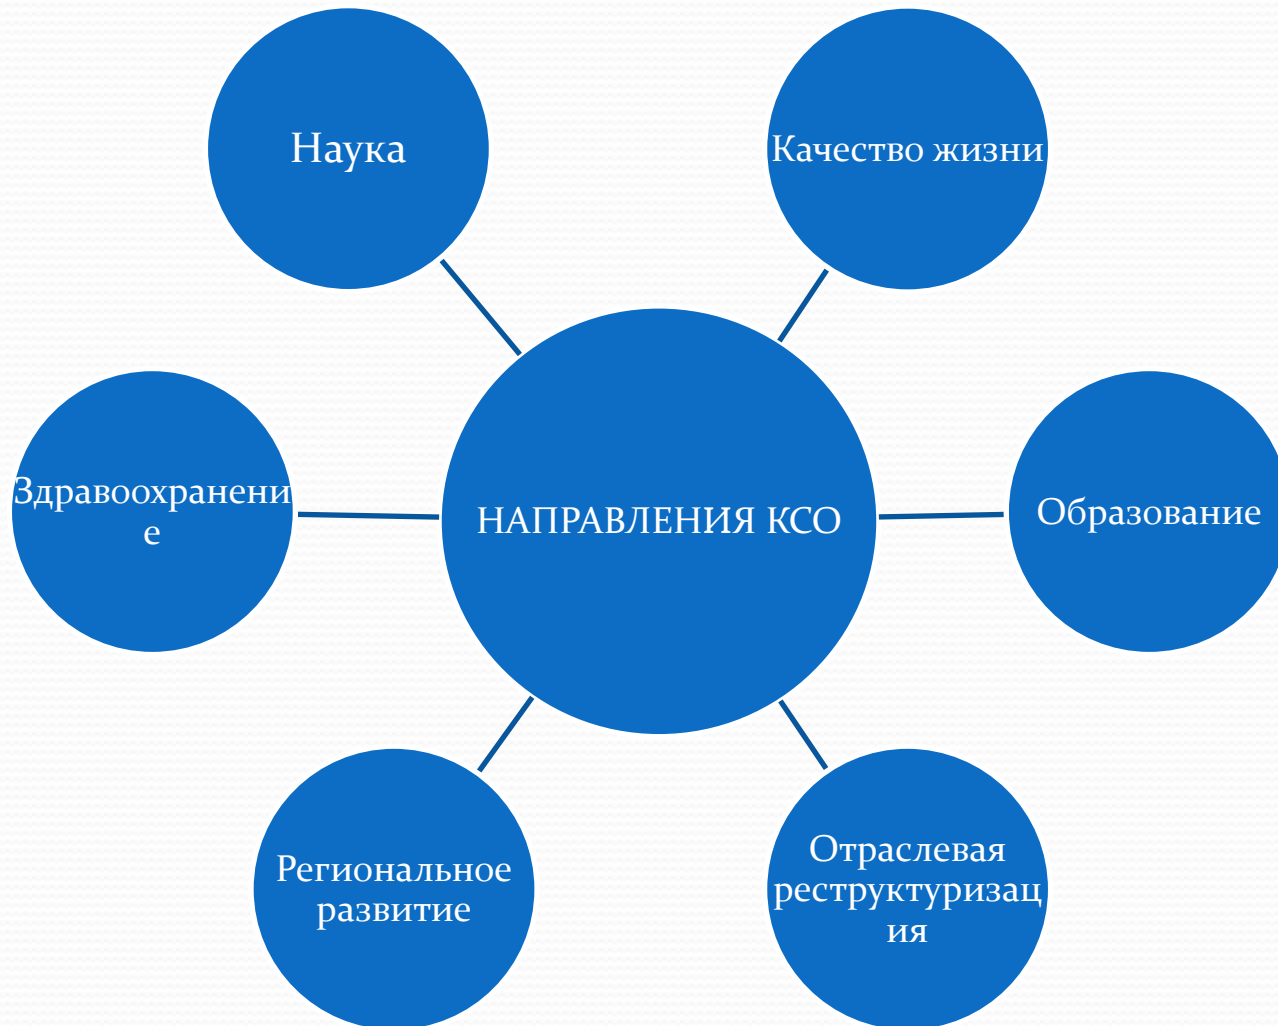 Наука
Качество жизни
Здравоохранени
е
НАПРАВЛЕНИЯ КСО
Образование
Региональное
развитие
Отраслевая
реструктуризац
ия